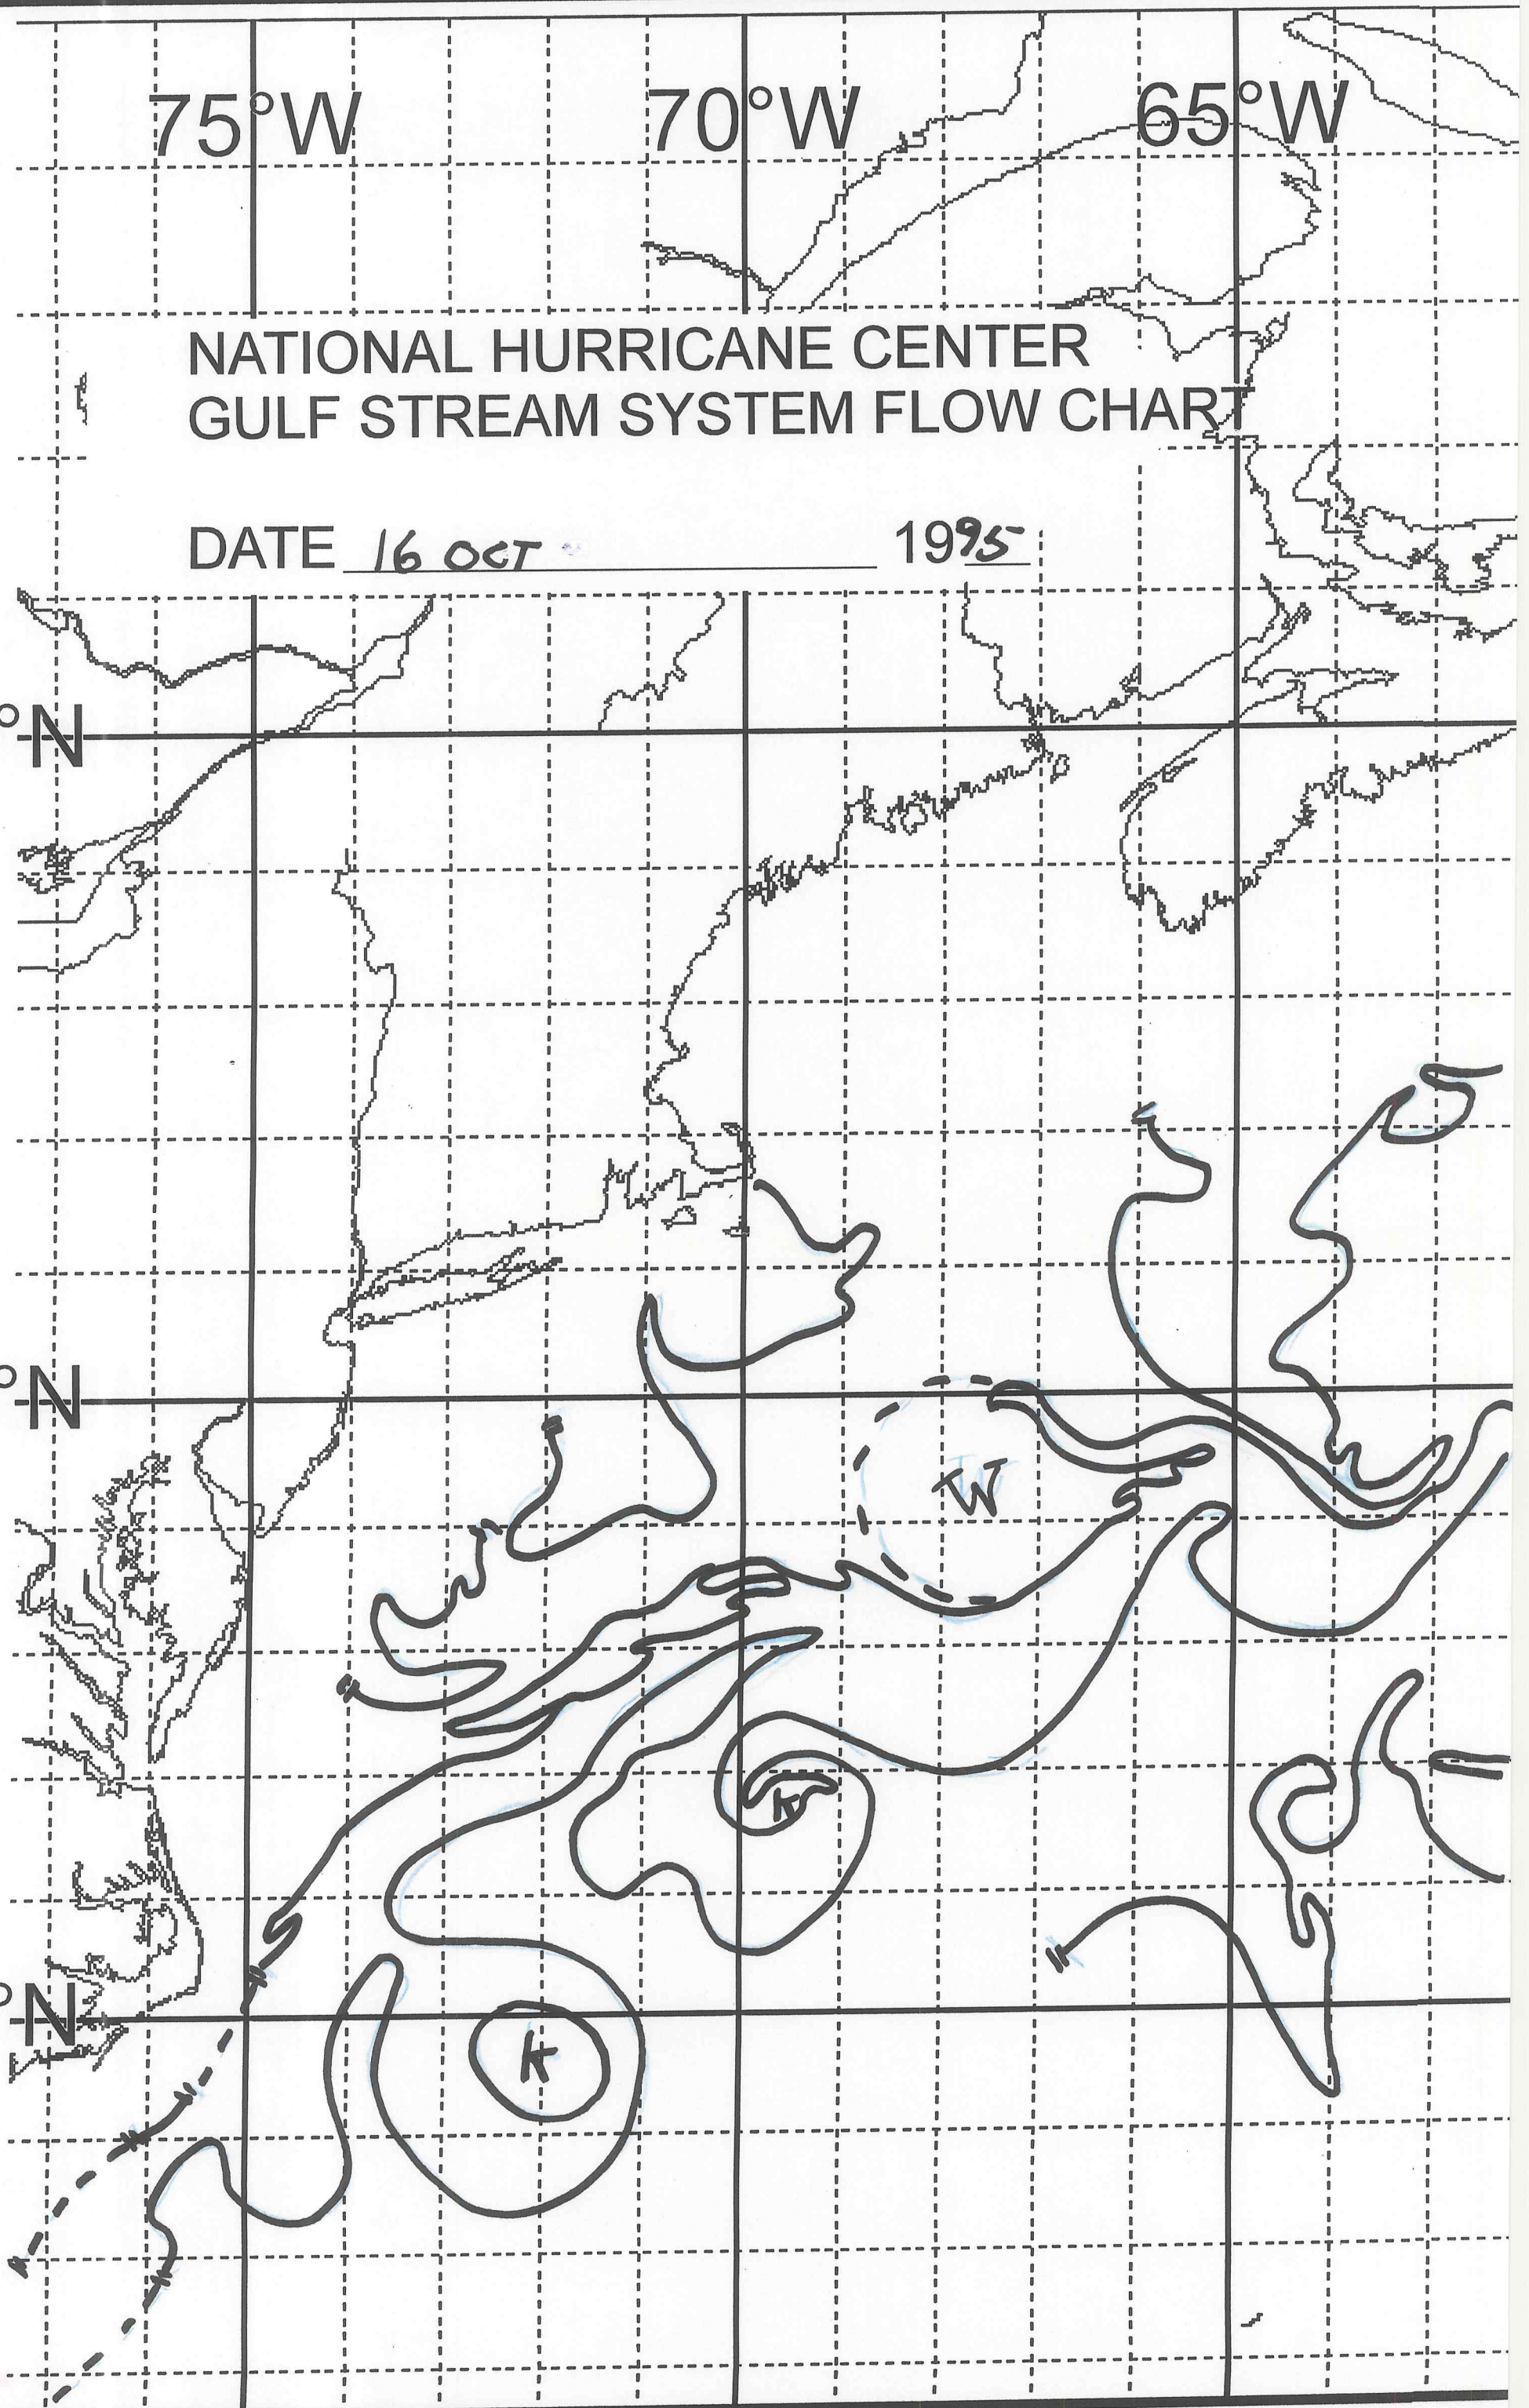 75°W 70°W 65°W
NATIONAL HURRICANE CENTER
GULF STREAM SYSTEM FLOW CHART
DATE 16 OCT 1995
°N
°N
W
K
°N
K